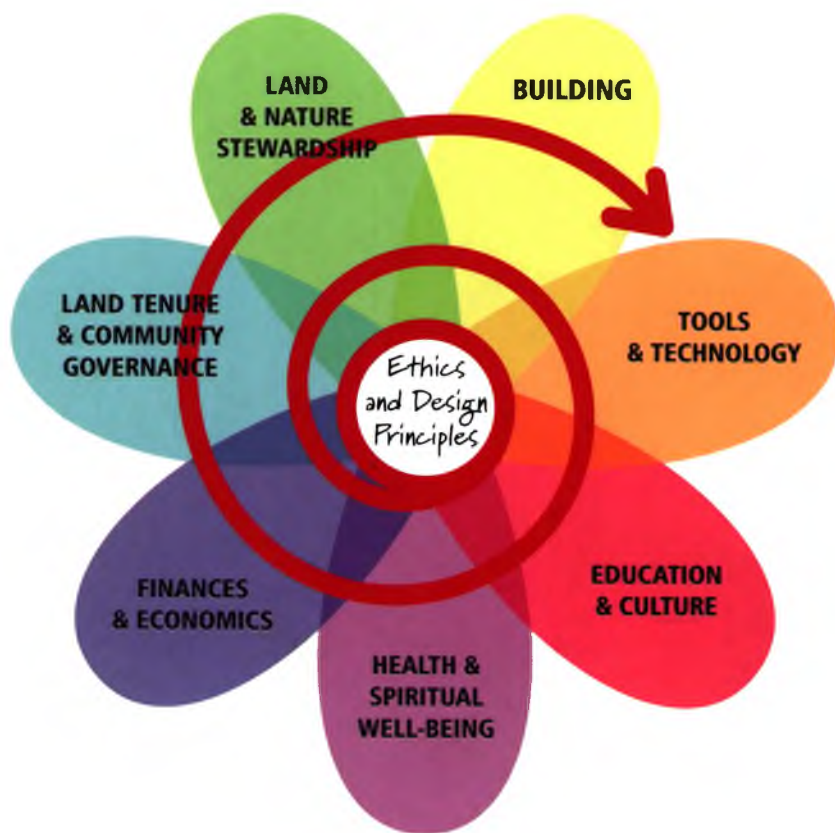 LAND
& NATURE
STEWARDSHIP
BUILDING
TOOLS
& TECHNOLOGY
EDUCATION
& CULTURE
HEALTH &
SPIRITUAL
WELL-BEING
FINANCES
& ECONOMICS
LAND TENURE
& COMMUNITY
GOVERNANCE
Ethics
and Design
Principles